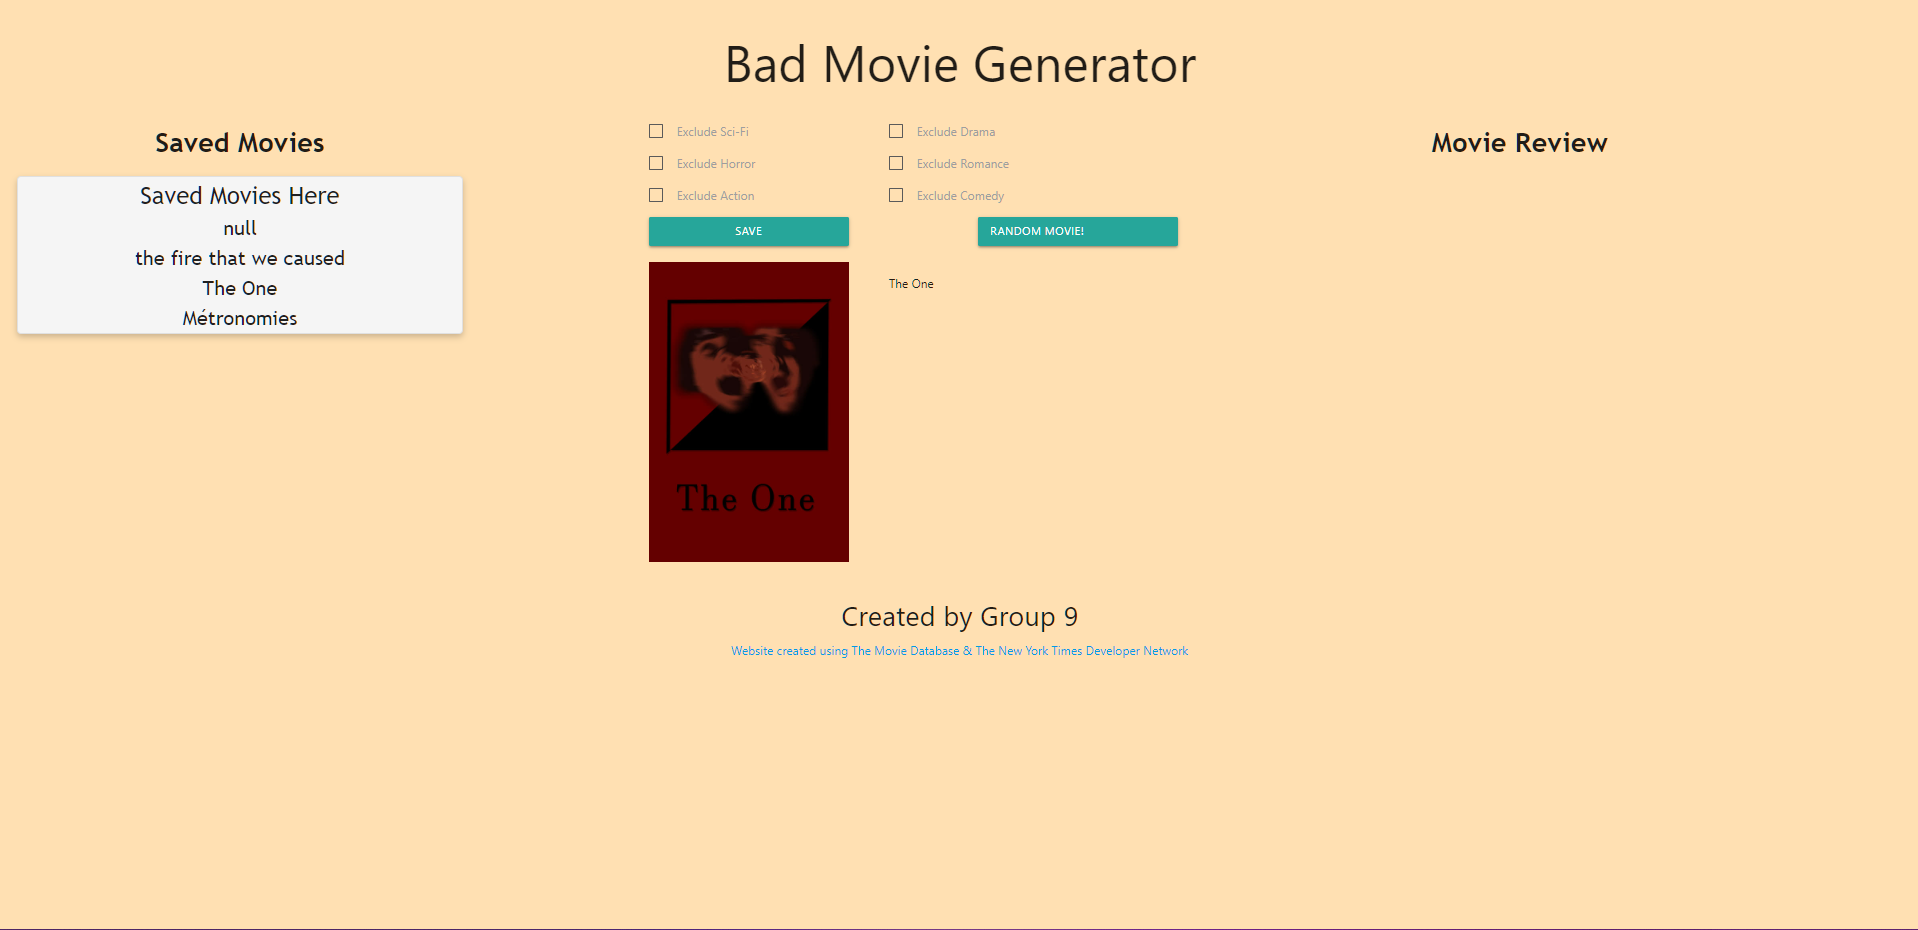 Bad Movie Generator
Saved Movies
Saved Movies Here
null
the fire that we caused
The One
Métronomies
Exclude Sci-Fi
Exclude Drama
Exclude Horror
Exclude Romance
Exclude Action
Exclude Comedy
SAVE
RANDOM MOVIE!
The One
The One
Movie Review
Created by Group 9
Website created using The Movie Database & The New York Times Developer Network